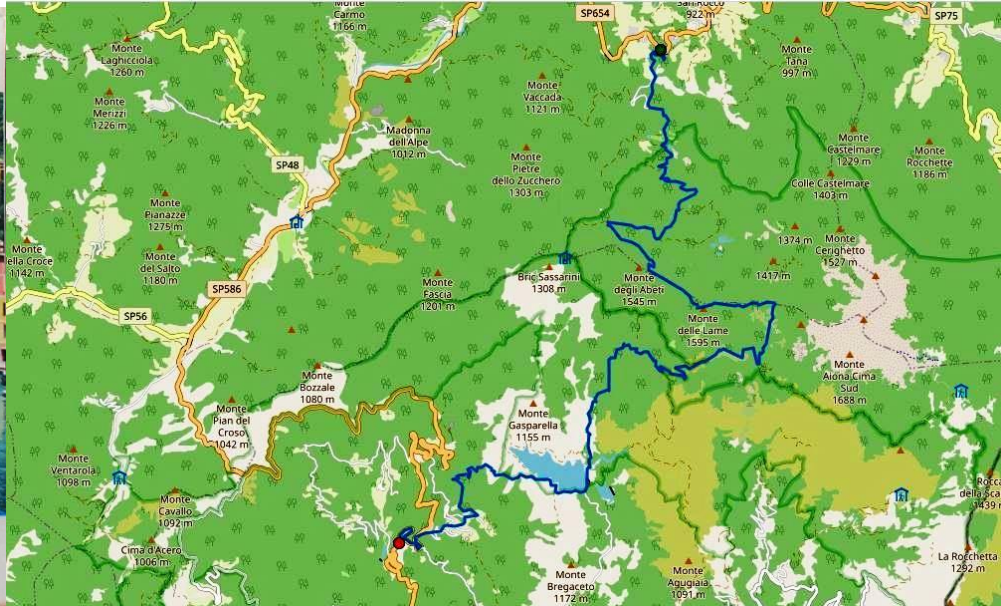 Monte
Carmo
1166 m
SP654
San Rocco
922 m
SP75
Monte
Laghicciola
1260 m
Monte
Tana
997 m
Monte
Vaccada
1121 m
Monte
Merizzi
1226 m
Madonna
dell'Alpe
1012 m
Monte
Castelmare
1229 m
Monte
Rocchette
1186 m
SP48
Monte
Pietre
dello Zucchero
1303 m
Colle Castelmare
1403 m
Monte
Pianazze
1275 m
Monte
ella Croce
1142 m
Monte
del Salto
1180 m
1374 m
Monte
Cerighetto
1527 m
1417 m
Monte
Fascia
1201 m
Bric Sassarini
1308 m
Monte
degli Abeti
1545 m
SP586
SP56
Monte
delle Lame
1595 m
Monte
Aiona Cima
Sud
1688 m
Monte
Bozzale
1080 m
Monte
Pian del
Croso
1042 m
Monte
Gasparella
1155 m
Monte
Ventarola
1098 m
Monte
Cavallo
1092 m
Rocca
della Sca
1439 m
Cima d'Acero
1006 m
La Rocchetta
1292 m
Monte
Bregaceto
1172 m
Monte
Agugiaia
1091 m